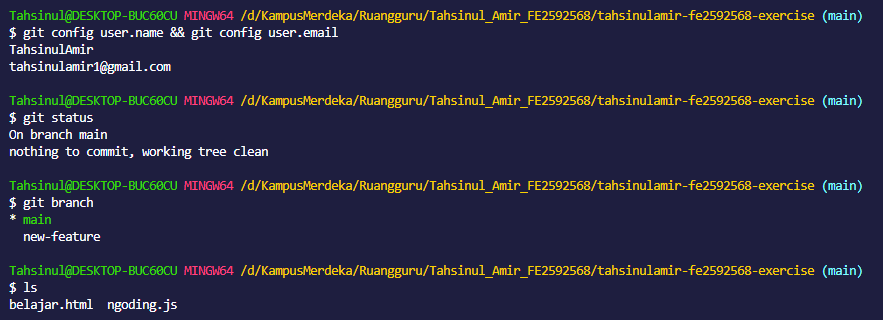 Tahsinul@DESKTOP-BUC60CU MINGW64 /d/KampusMerdeka/Ruangguru/Tahsinul_Amir_FE2592568/tahsinulamir-fe2592568-exercise (main)
$ git config user.name && git config user.email
TahsinulAmir
tahsinulamir1@gmail.com
Tahsinul@DESKTOP-BUC60CU MINGW64 /d/KampusMerdeka/Ruangguru/Tahsinul_Amir_FE2592568/tahsinulamir-fe2592568-exercise (main)
$ git status
On branch main
nothing to commit, working tree clean
Tahsinul@DESKTOP-BUC60CU MINGW64 /d/KampusMerdeka/Ruangguru/Tahsinul_Amir_FE2592568/tahsinulamir-fe2592568-exercise (main)
$ git branch
* main
  new-feature
Tahsinul@DESKTOP-BUC60CU MINGW64 /d/KampusMerdeka/Ruangguru/Tahsinul_Amir_FE2592568/tahsinulamir-fe2592568-exercise (main)
$ ls
belajar.html  ngoding.js